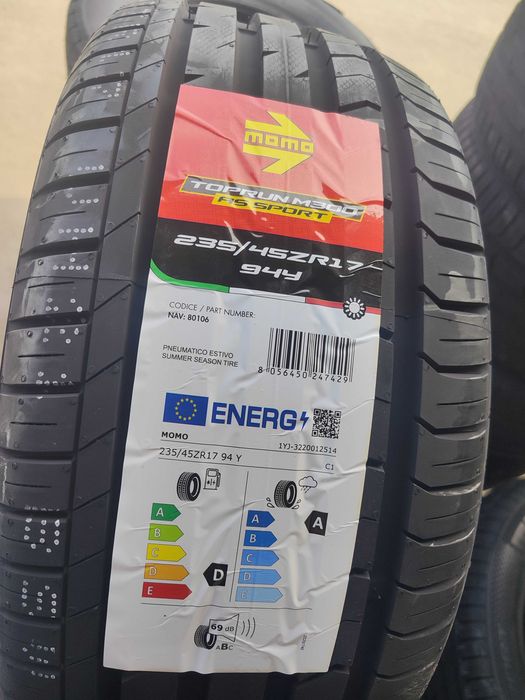 momo
TOPRUN M300
AS SPORT
235/45ZR17
94Y
CODICE / PART NUMBER:
NAV: 80106
PNEUMATICO ESTIVO
SUMMER SEASON TIRE
8 056450 247429
ENERG
MOMO
1YJ-3220012514
235/45ZR17 94 Y
C1
A
B
C
D
E
D
A
B
C
D
E
A
69 dB
ABC